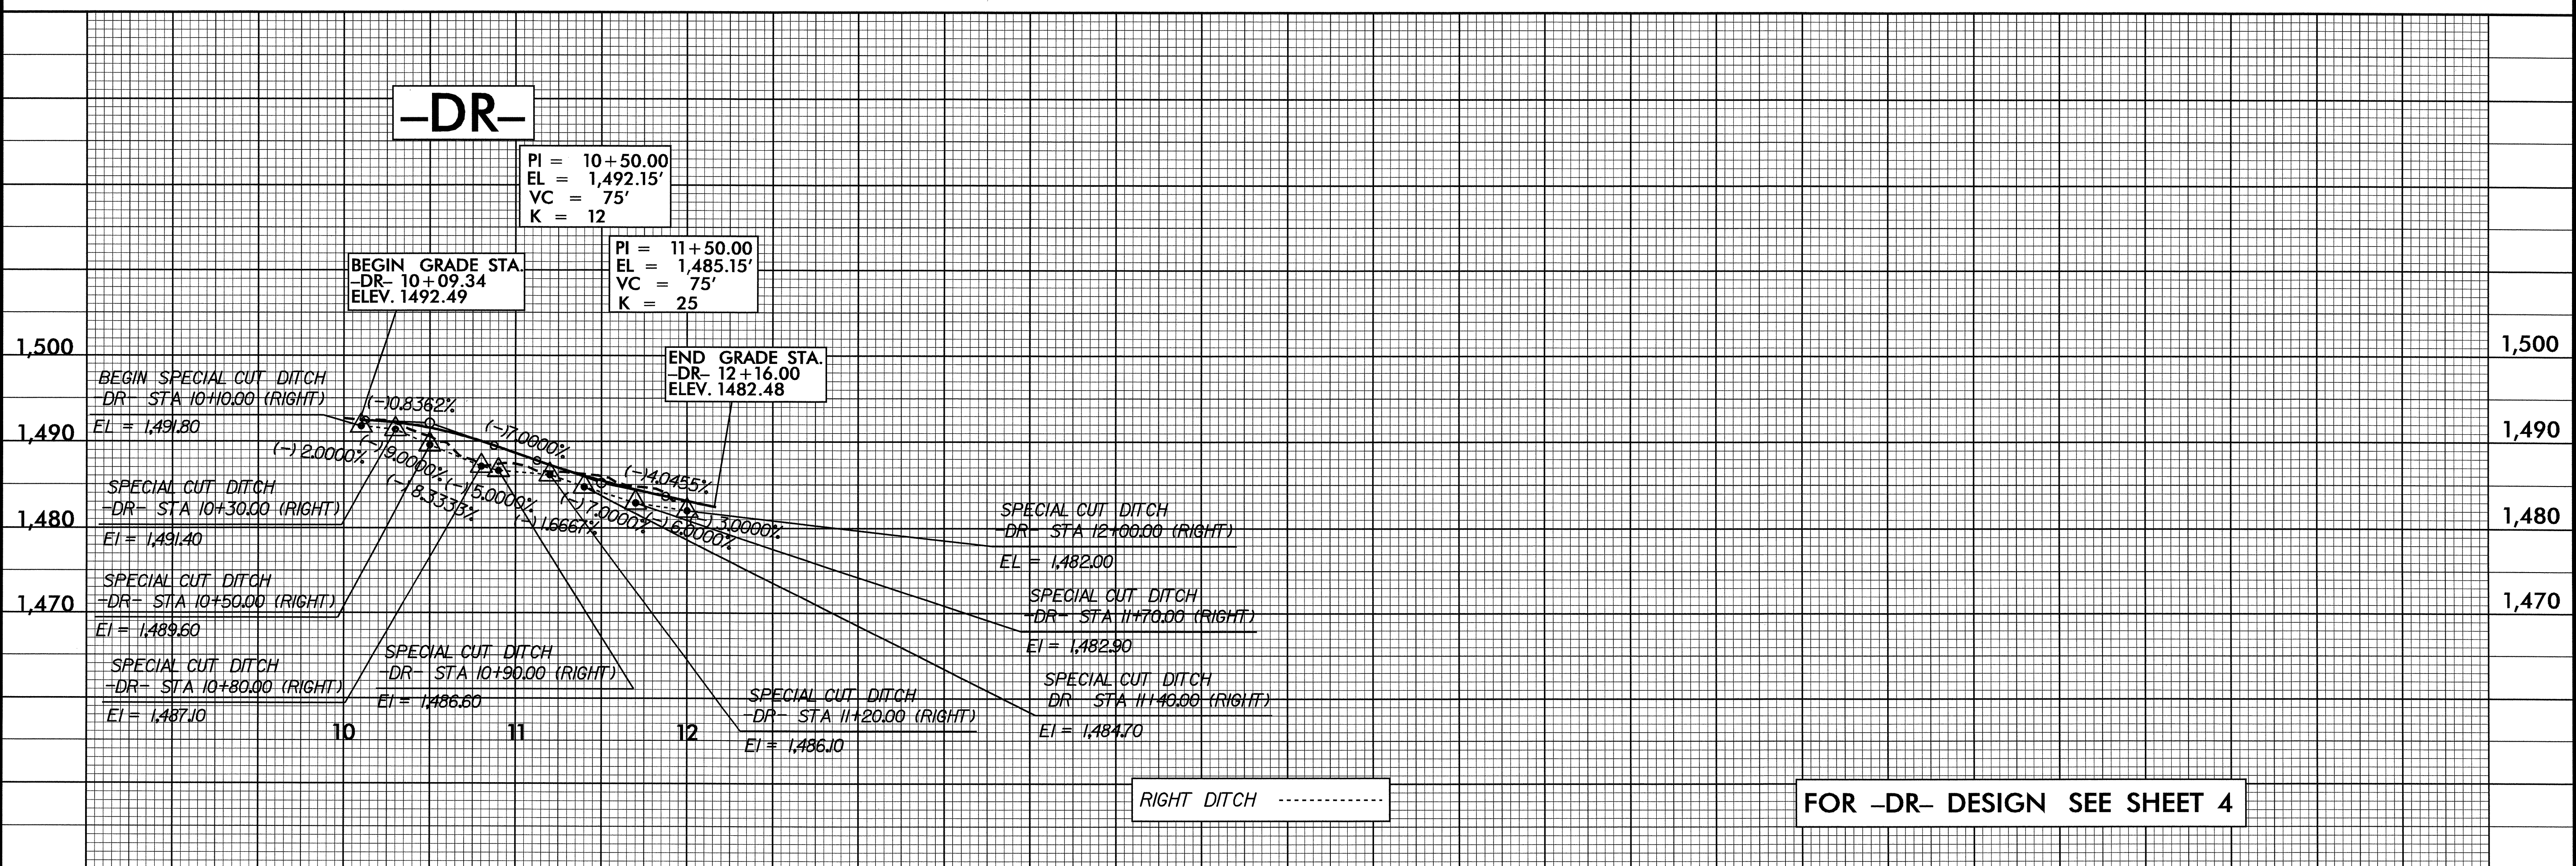 –DR–
PI = 10+50.00
EL = 1,492.15'
VC = 75'
K = 12
PI = 11+50.00
EL = 1,485.15'
VC = 75'
K = 25
BEGIN GRADE STA.
–DR– 10+09.34
ELEV. 1492.49
END GRADE STA.
–DR– 12+16.00
ELEV. 1482.48
1,500
1,500
1,490
1,490
1,480
1,480
1,470
1,470
BEGIN SPECIAL CUT DITCH
-DR- STA 10+10.00 (RIGHT)
EL = 1,491.80
(-)0.8362%
(-)7.0000%
(-)4.0455%
(-)2.0000%
(-)9.0000%
(-)8.3333%
(-)5.0000%
(-)1.6667%
(-)7.0000%
(-)6.0000%
(-)3.0000%
SPECIAL CUT DITCH
-DR- STA 10+30.00 (RIGHT)
El = 1,491.40
SPECIAL CUT DITCH
-DR- STA 10+50.00 (RIGHT)
El = 1,489.60
SPECIAL CUT DITCH
-DR- STA 10+80.00 (RIGHT)
El = 1,487.10
SPECIAL CUT DITCH
-DR- STA 10+90.00 (RIGHT)
El = 1,486.60
SPECIAL CUT DITCH
-DR- STA 11+20.00 (RIGHT)
El = 1,486.10
SPECIAL CUT DITCH
-DR- STA 12+00.00 (RIGHT)
EL = 1,482.00
SPECIAL CUT DITCH
-DR- STA 11+70.00 (RIGHT)
El = 1,482.90
SPECIAL CUT DITCH
DR STA 11+40.00 (RIGHT)
El = 1,484.70
10
11
12
RIGHT DITCH
FOR –DR– DESIGN SEE SHEET 4